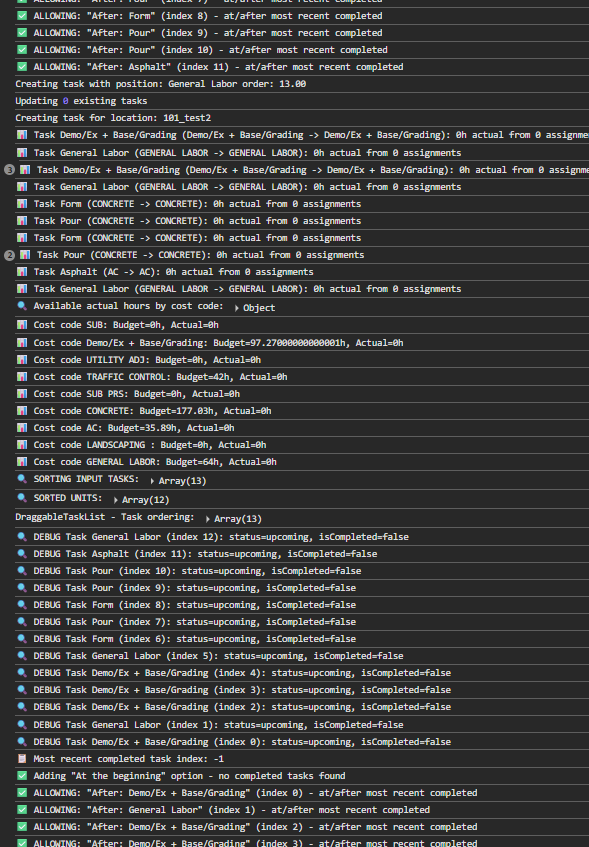 ALLOWING: "After: Pour" (index 7) - at/after most recent completed
ALLOWING: "After: Form" (index 8) - at/after most recent completed
ALLOWING: "After: Pour" (index 9) - at/after most recent completed
ALLOWING: "After: Pour" (index 10) - at/after most recent completed
ALLOWING: "After: Asphalt" (index 11) - at/after most recent completed
Creating task with position: General Labor order: 13.00
Updating 0 existing tasks
Creating task for location: 101_test2
Task Demo/Ex + Base/Grading (Demo/Ex + Base/Grading -> Demo/Ex + Base/Grading): 0h actual from 0 assignme
Task General Labor (GENERAL LABOR -> GENERAL LABOR): 0h actual from 0 assignments
3 Task Demo/Ex + Base/Grading (Demo/Ex + Base/Grading -> Demo/Ex + Base/Grading): 0h actual from 0 assignme
Task General Labor (GENERAL LABOR -> GENERAL LABOR): 0h actual from 0 assignments
Task Form (CONCRETE -> CONCRETE): 0h actual from 0 assignments
Task Pour (CONCRETE -> CONCRETE): 0h actual from 0 assignments
Task Form (CONCRETE -> CONCRETE): 0h actual from 0 assignments
2 Task Pour (CONCRETE -> CONCRETE): 0h actual from 0 assignments
Task Asphalt (AC -> AC): 0h actual from 0 assignments
Task General Labor (GENERAL LABOR -> GENERAL LABOR): 0h actual from 0 assignments
Available actual hours by cost code: Object
Cost code SUB: Budget=0h, Actual=0h
Cost code Demo/Ex + Base/Grading: Budget=97.27000000000001h, Actual=0h
Cost code UTILITY ADJ: Budget=0h, Actual=0h
Cost code TRAFFIC CONTROL: Budget=42h, Actual=0h
Cost code SUB PRS: Budget=0h, Actual=0h
Cost code CONCRETE: Budget=177.03h, Actual=0h
Cost code AC: Budget=35.89h, Actual=0h
Cost code LANDSCAPING : Budget=0h, Actual=0h
Cost code GENERAL LABOR: Budget=64h, Actual=0h
SORTING INPUT TASKS: Array(13)
SORTED UNITS: Array(12)
DraggableTaskList - Task ordering: Array(13)
DEBUG Task General Labor (index 12): status=upcoming, isCompleted=false
DEBUG Task Asphalt (index 11): status=upcoming, isCompleted=false
DEBUG Task Pour (index 10): status=upcoming, isCompleted=false
DEBUG Task Pour (index 9): status=upcoming, isCompleted=false
DEBUG Task Form (index 8): status=upcoming, isCompleted=false
DEBUG Task Pour (index 7): status=upcoming, isCompleted=false
DEBUG Task Form (index 6): status=upcoming, isCompleted=false
DEBUG Task General Labor (index 5): status=upcoming, isCompleted=false
DEBUG Task Demo/Ex + Base/Grading (index 4): status=upcoming, isCompleted=false
DEBUG Task Demo/Ex + Base/Grading (index 3): status=upcoming, isCompleted=false
DEBUG Task Demo/Ex + Base/Grading (index 2): status=upcoming, isCompleted=false
DEBUG Task General Labor (index 1): status=upcoming, isCompleted=false
DEBUG Task Demo/Ex + Base/Grading (index 0): status=upcoming, isCompleted=false
Most recent completed task index: -1
Adding "At the beginning" option - no completed tasks found
ALLOWING: "After: Demo/Ex + Base/Grading" (index 0) - at/after most recent completed
ALLOWING: "After: General Labor" (index 1) - at/after most recent completed
ALLOWING: "After: Demo/Ex + Base/Grading" (index 2) - at/after most recent completed
ALLOWING: "After: Demo/Ex + Base/Grading" (index 3) - at/after most recent completed